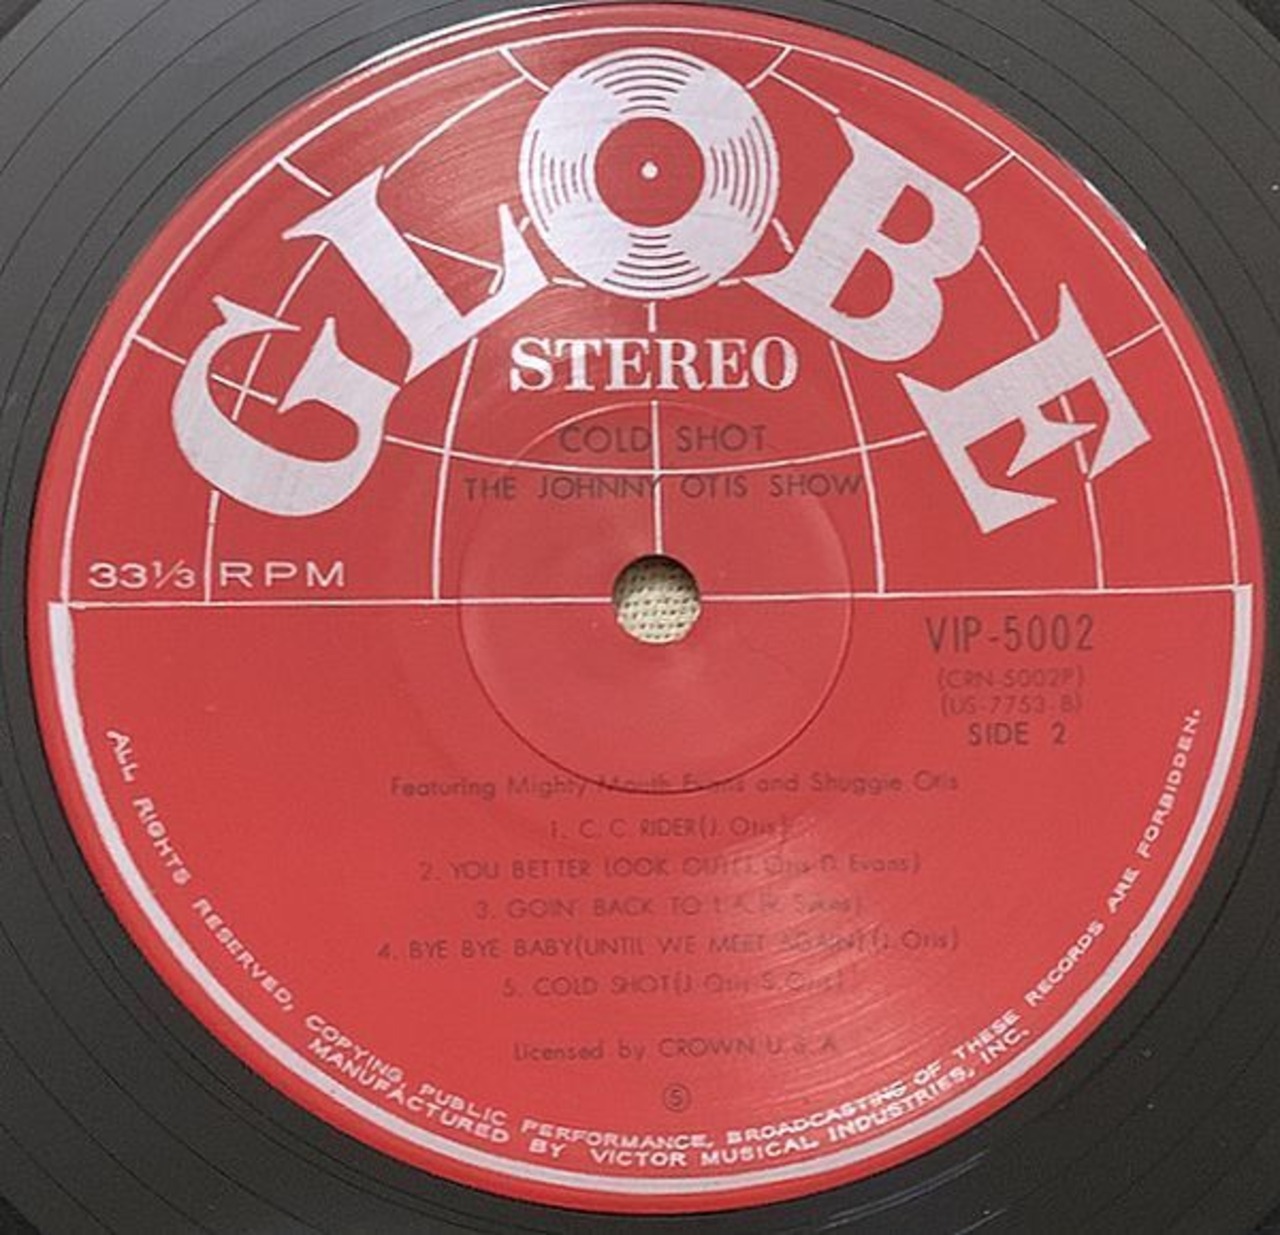 GLOBE
STEREO
COLD SHOT
THE JOHNNY OTIS SHOW
33⅓ RPM
VIP-5002
(CRN-5002P)
(US-7753-B)
SIDE 2
Featuring Mighty Mouth Evans and Shuggie Otis
1. C. C. RIDER(J. Otis)
2. YOU BETTER LOOK OUT(J. Otis-D. Evans)
3. GOIN' BACK TO L.A.(R. Sykes)
4. BYE BYE BABY(UNTIL WE MEET AGAIN)(J. Otis)
5. COLD SHOT(J. Otis-S. Otis)
Licensed by CROWN U.S.A
Ⓢ
ALL RIGHTS RESERVED, COPYING, PUBLIC PERFORMANCE, BROADCASTING OF THESE RECORDS ARE FORBIDDEN.
MANUFACTURED BY VICTOR MUSICAL INDUSTRIES, INC.